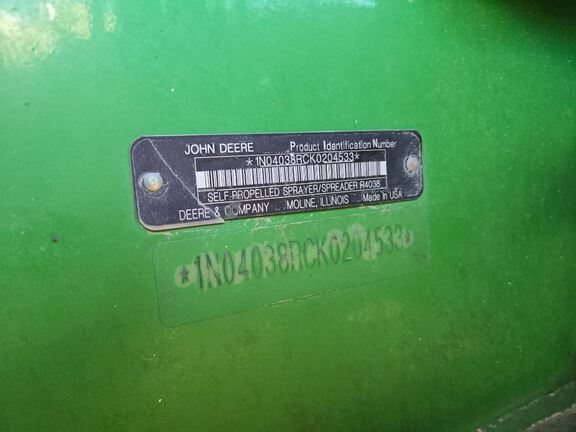 JOHN DEERE Product Identification Number
*1N04038RCK0204533*
SELF-PROPELLED SPRAYER/SPREADER R4038
DEERE & COMPANY MOLINE, ILLINOIS Made in USA
*1N04038RCK0204533*